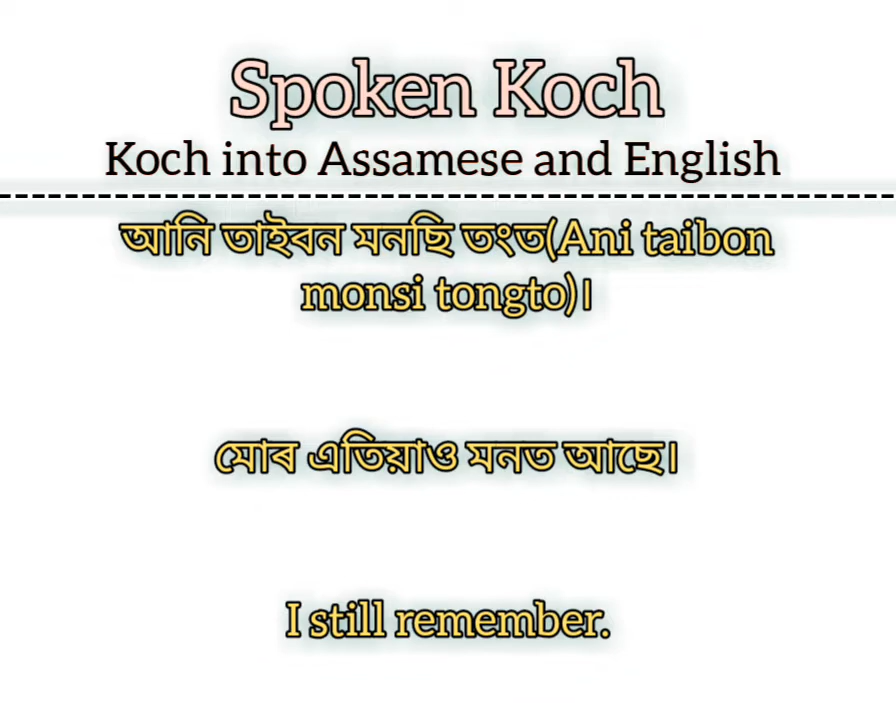 Spoken Koch
Koch into Assamese and English
আনি তাইবন মনছি তংত(Ani taibon
monsi tongto)।
মোৰ এতিয়াও মনত আছে।
I still remember.